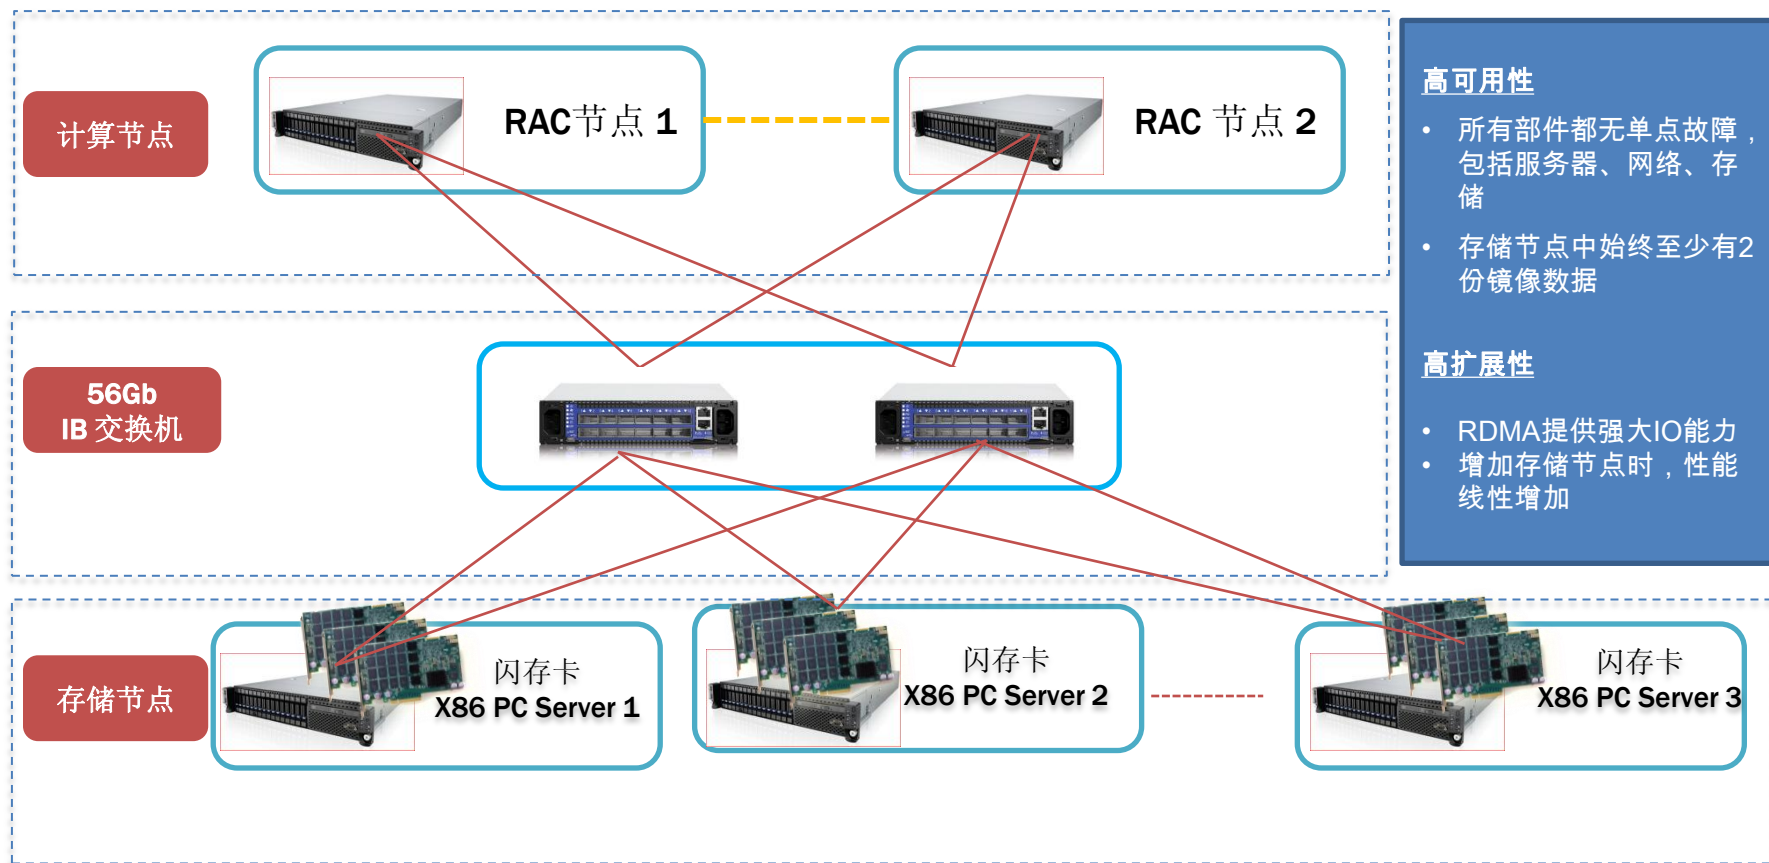 计算节点
RAC节点 1
RAC 节点 2
56Gb
IB 交换机
存储节点
闪存卡
X86 PC Server 1
闪存卡
X86 PC Server 2
闪存卡
X86 PC Server 3
高可用性
• 所有部件都无单点故障，
包括服务器、网络、存
储
• 存储节点中始终至少有2
份镜像数据
高扩展性
• RDMA提供强大IO能力
• 增加存储节点时，性能
线性增加